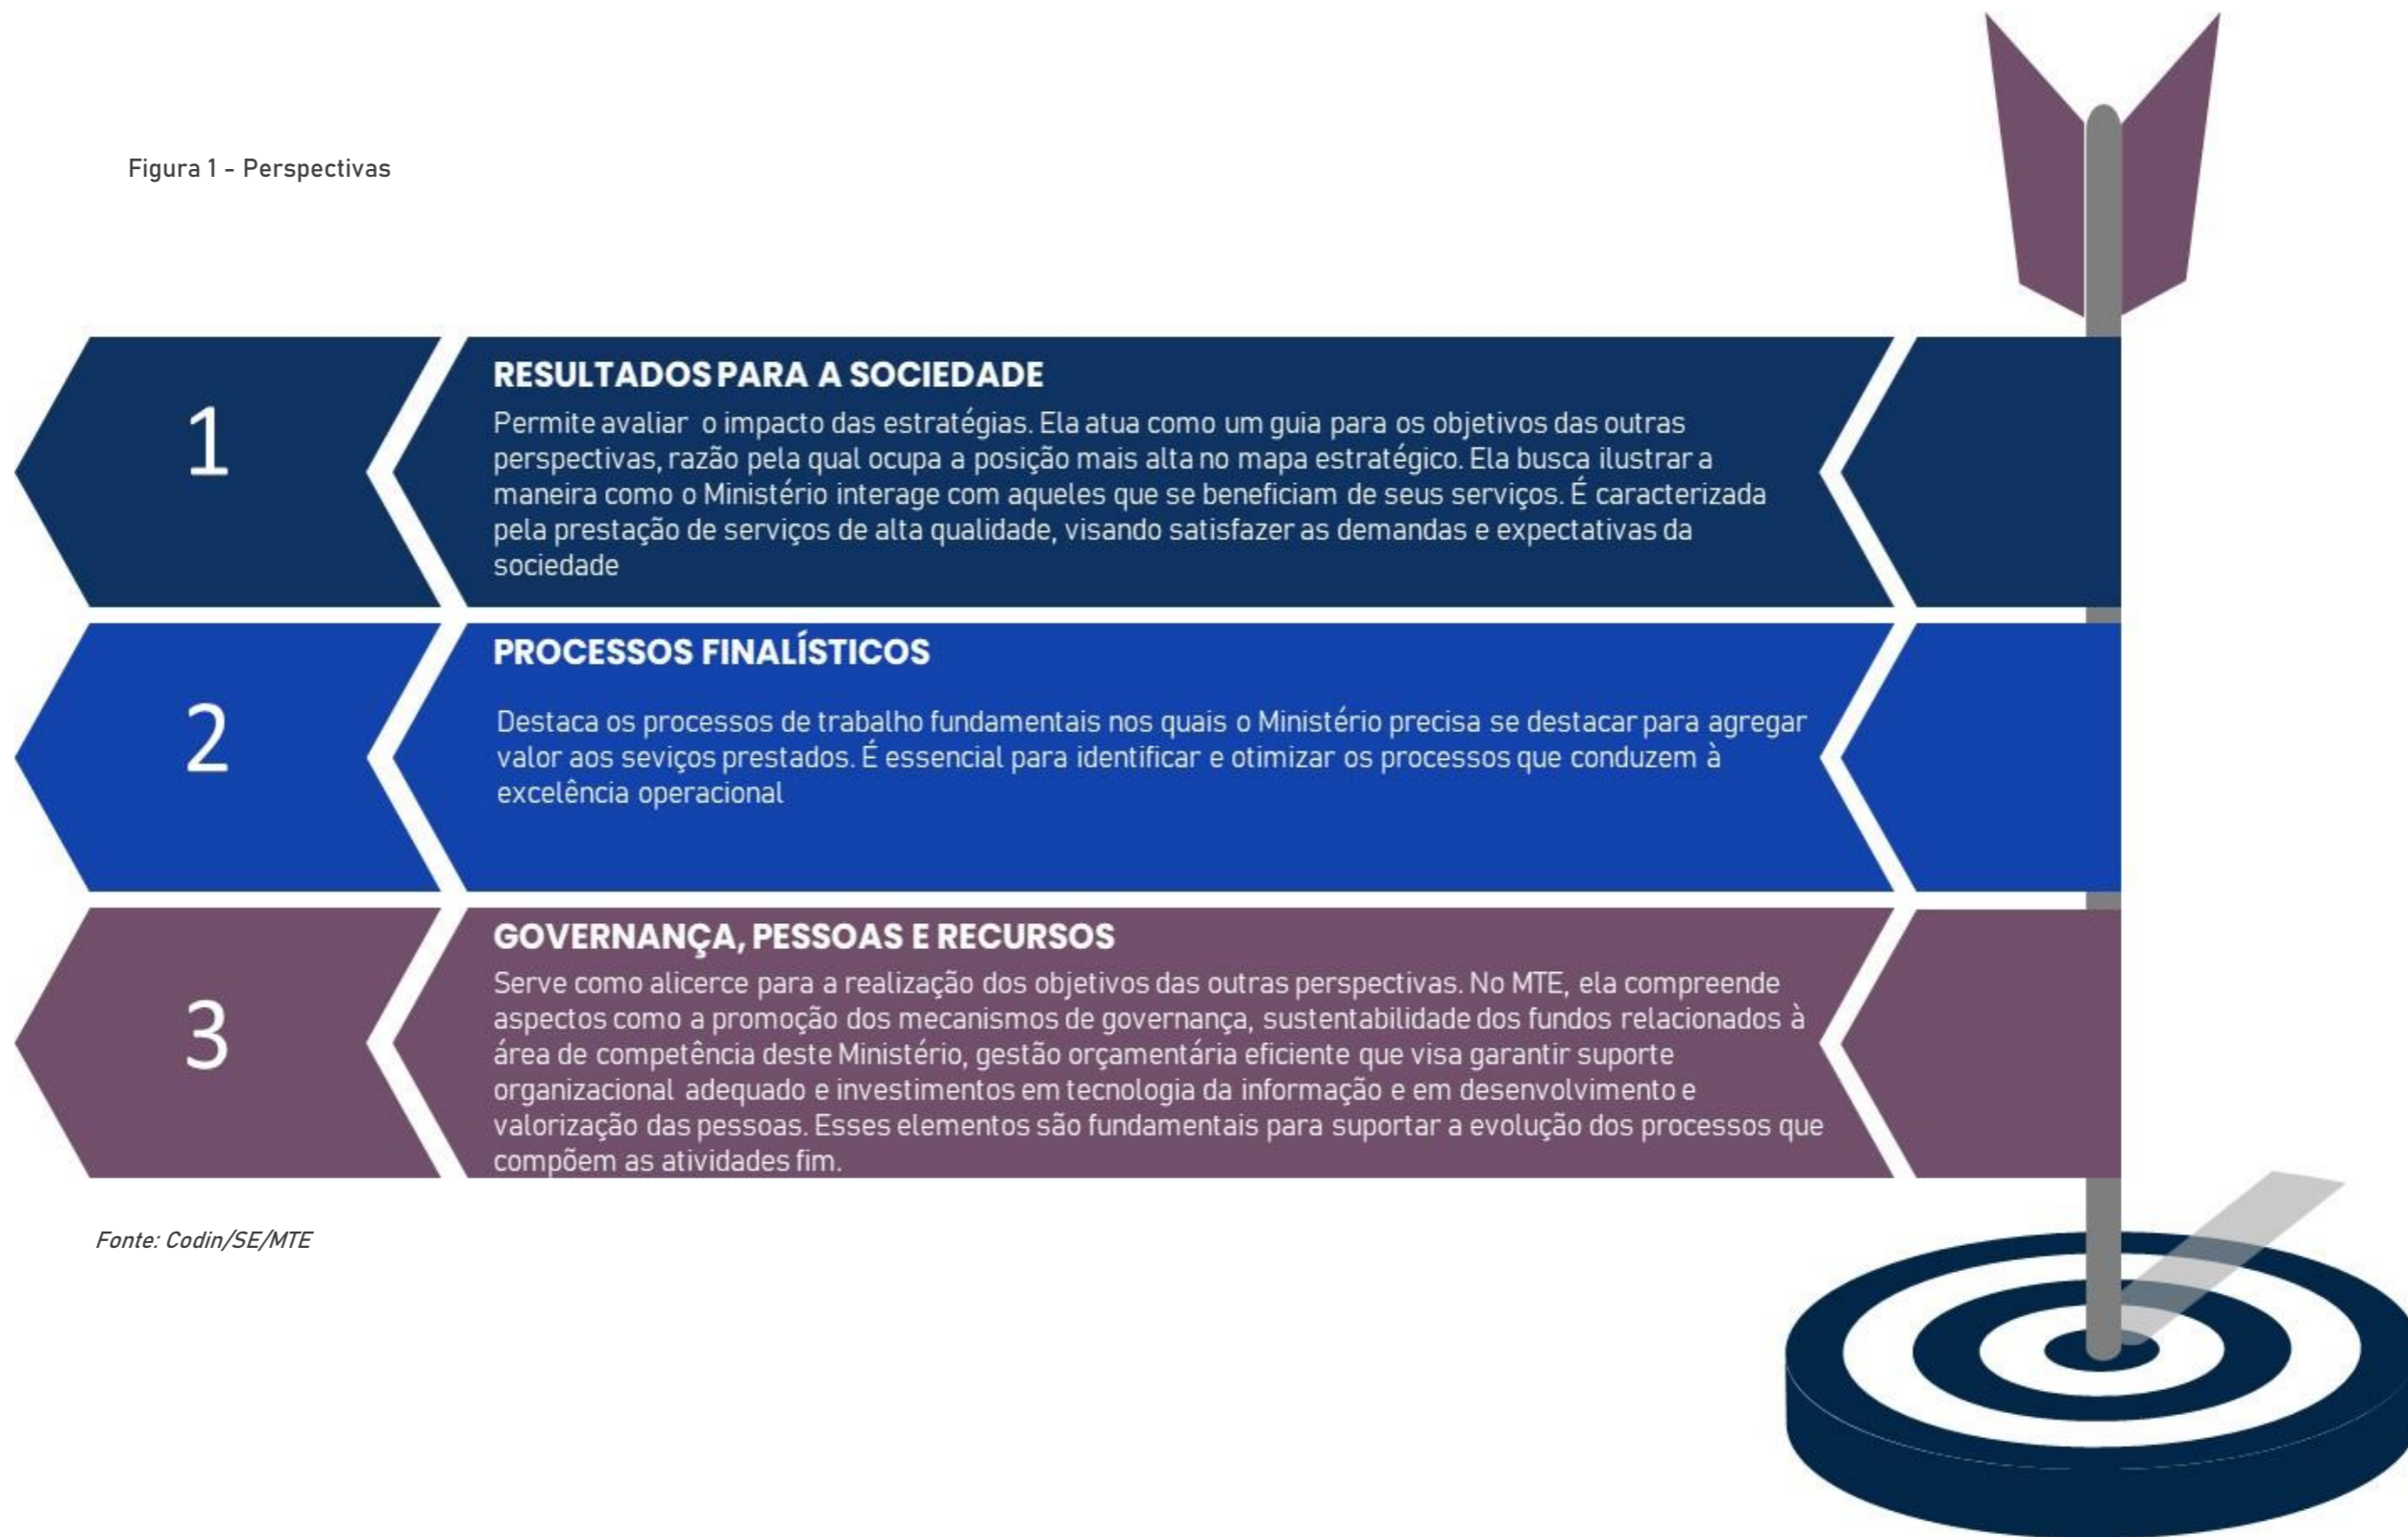 Figura 1 - Perspectivas
1
RESULTADOS PARA A SOCIEDADE
Permite avaliar o impacto das estratégias. Ela atua como um guia para os objetivos das outras
perspectivas, razão pela qual ocupa a posição mais alta no mapa estratégico. Ela busca ilustrar a
maneira como o Ministério interage com aqueles que se beneficiam de seus serviços. É caracterizada
pela prestação de serviços de alta qualidade, visando satisfazer as demandas e expectativas da
sociedade
2
PROCESSOS FINALÍSTICOS
Destaca os processos de trabalho fundamentais nos quais o Ministério precisa se destacar para agregar
valor aos seviços prestados. É essencial para identificar e otimizar os processos que conduzem à
excelência operacional
3
GOVERNANÇA, PESSOAS E RECURSOS
Serve como alicerce para a realização dos objetivos das outras perspectivas. No MTE, ela compreende
aspectos como a promoção dos mecanismos de governança, sustentabilidade dos fundos relacionados à
área de competência deste Ministério, gestão orçamentária eficiente que visa garantir suporte
organizacional adequado e investimentos em tecnologia da informação e em desenvolvimento e
valorização das pessoas. Esses elementos são fundamentais para suportar a evolução dos processos que
compõem as atividades fim.
Fonte: Codin/SE/MTE